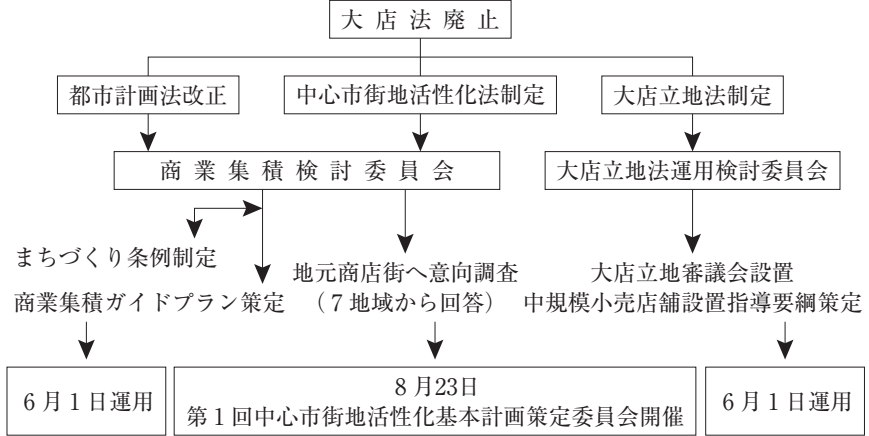 大店法廃止
都市計画法改正
中心市街地活性化法制定
大店立地法制定
商業集積検討委員会
大店立地法運用検討委員会
まちづくり条例制定
商業集積ガイドプラン策定
地元商店街へ意向調査
（７地域から回答）
大店立地審議会設置
中規模小売店舗設置指導要綱策定
６月１日運用
８月23日
第１回中心市街地活性化基本計画策定委員会開催
６月１日運用